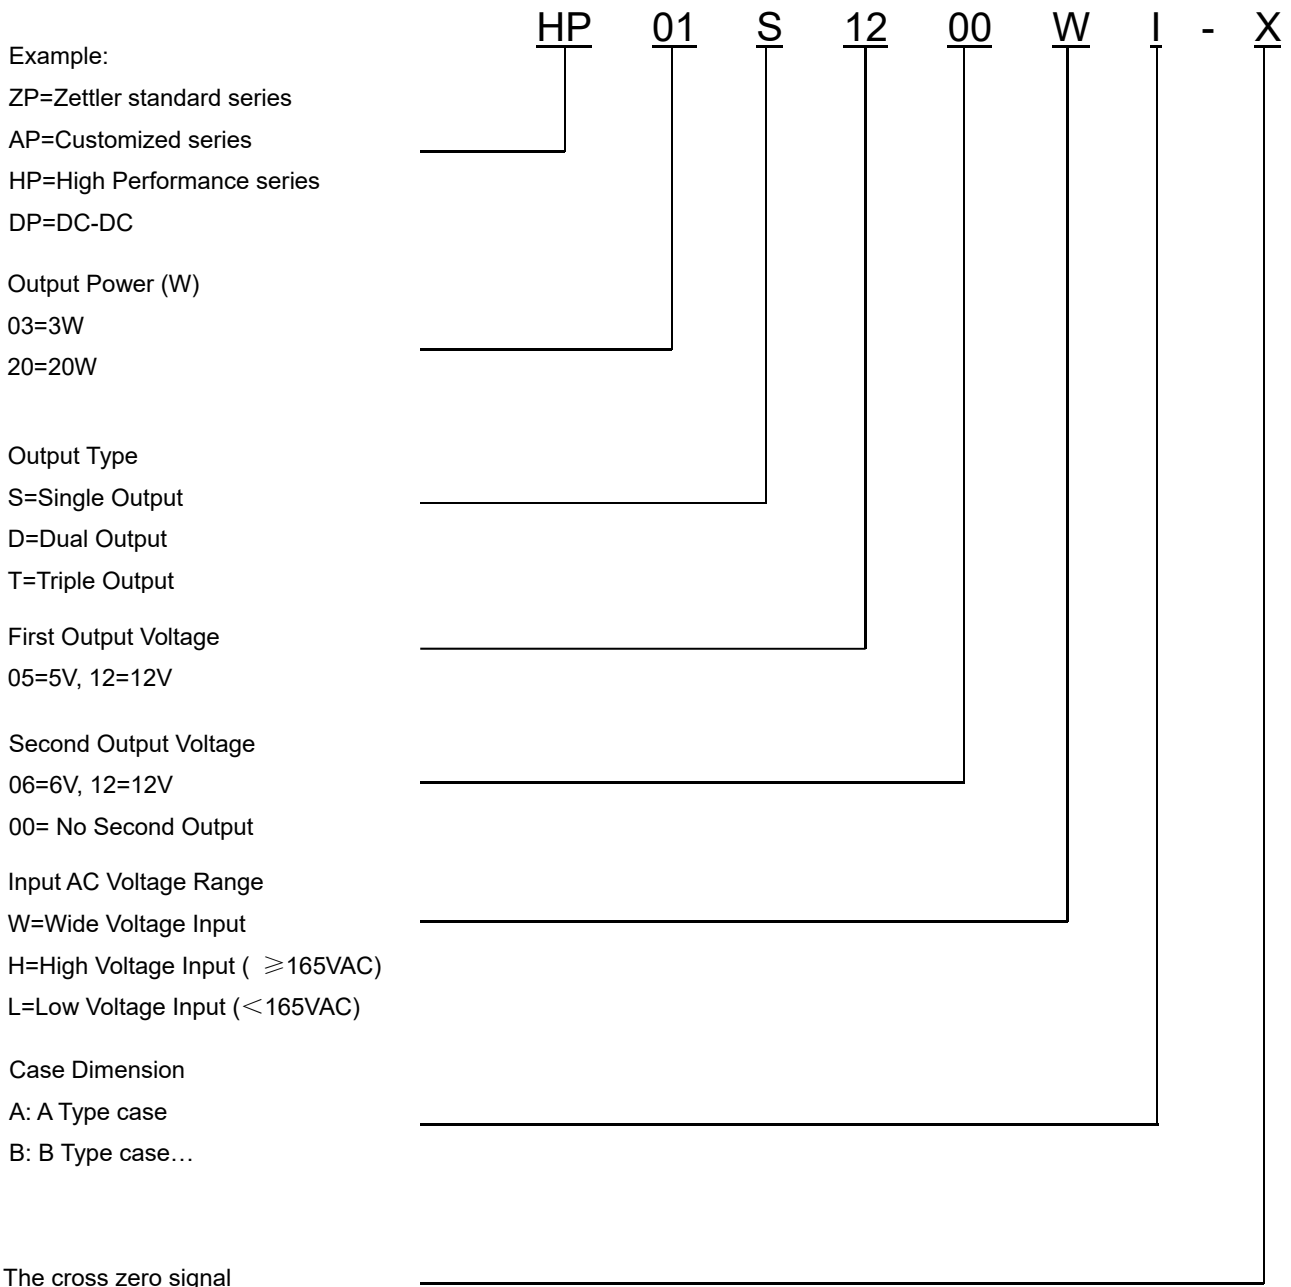 HP 01 S 12 00 W I - X
Example:
ZP=Zettler standard series
AP=Customized series
HP=High Performance series
DP=DC-DC
Output Power (W)
03=3W
20=20W
Output Type
S=Single Output
D=Dual Output
T=Triple Output
First Output Voltage
05=5V, 12=12V
Second Output Voltage
06=6V, 12=12V
00= No Second Output
Input AC Voltage Range
W=Wide Voltage Input
H=High Voltage Input ( ≥165VAC)
L=Low Voltage Input (<165VAC)
Case Dimension
A: A Type case
B: B Type case…
The cross zero signal